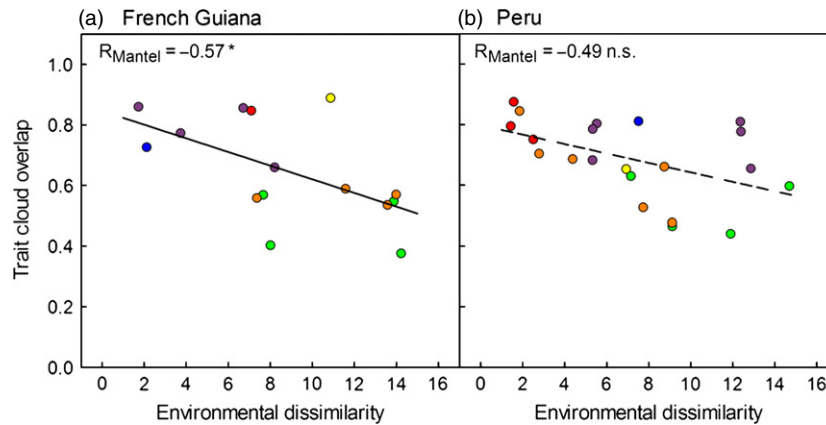 (a) French Guiana
(b) Peru
R_Mantel = −0.57 *
R_Mantel = −0.49 n.s.
Trait cloud overlap
1.0
0.8
0.6
0.4
0.2
0.0
0 2 4 6 8 10 12 14 16
0 2 4 6 8 10 12 14 16
Environmental dissimilarity
Environmental dissimilarity